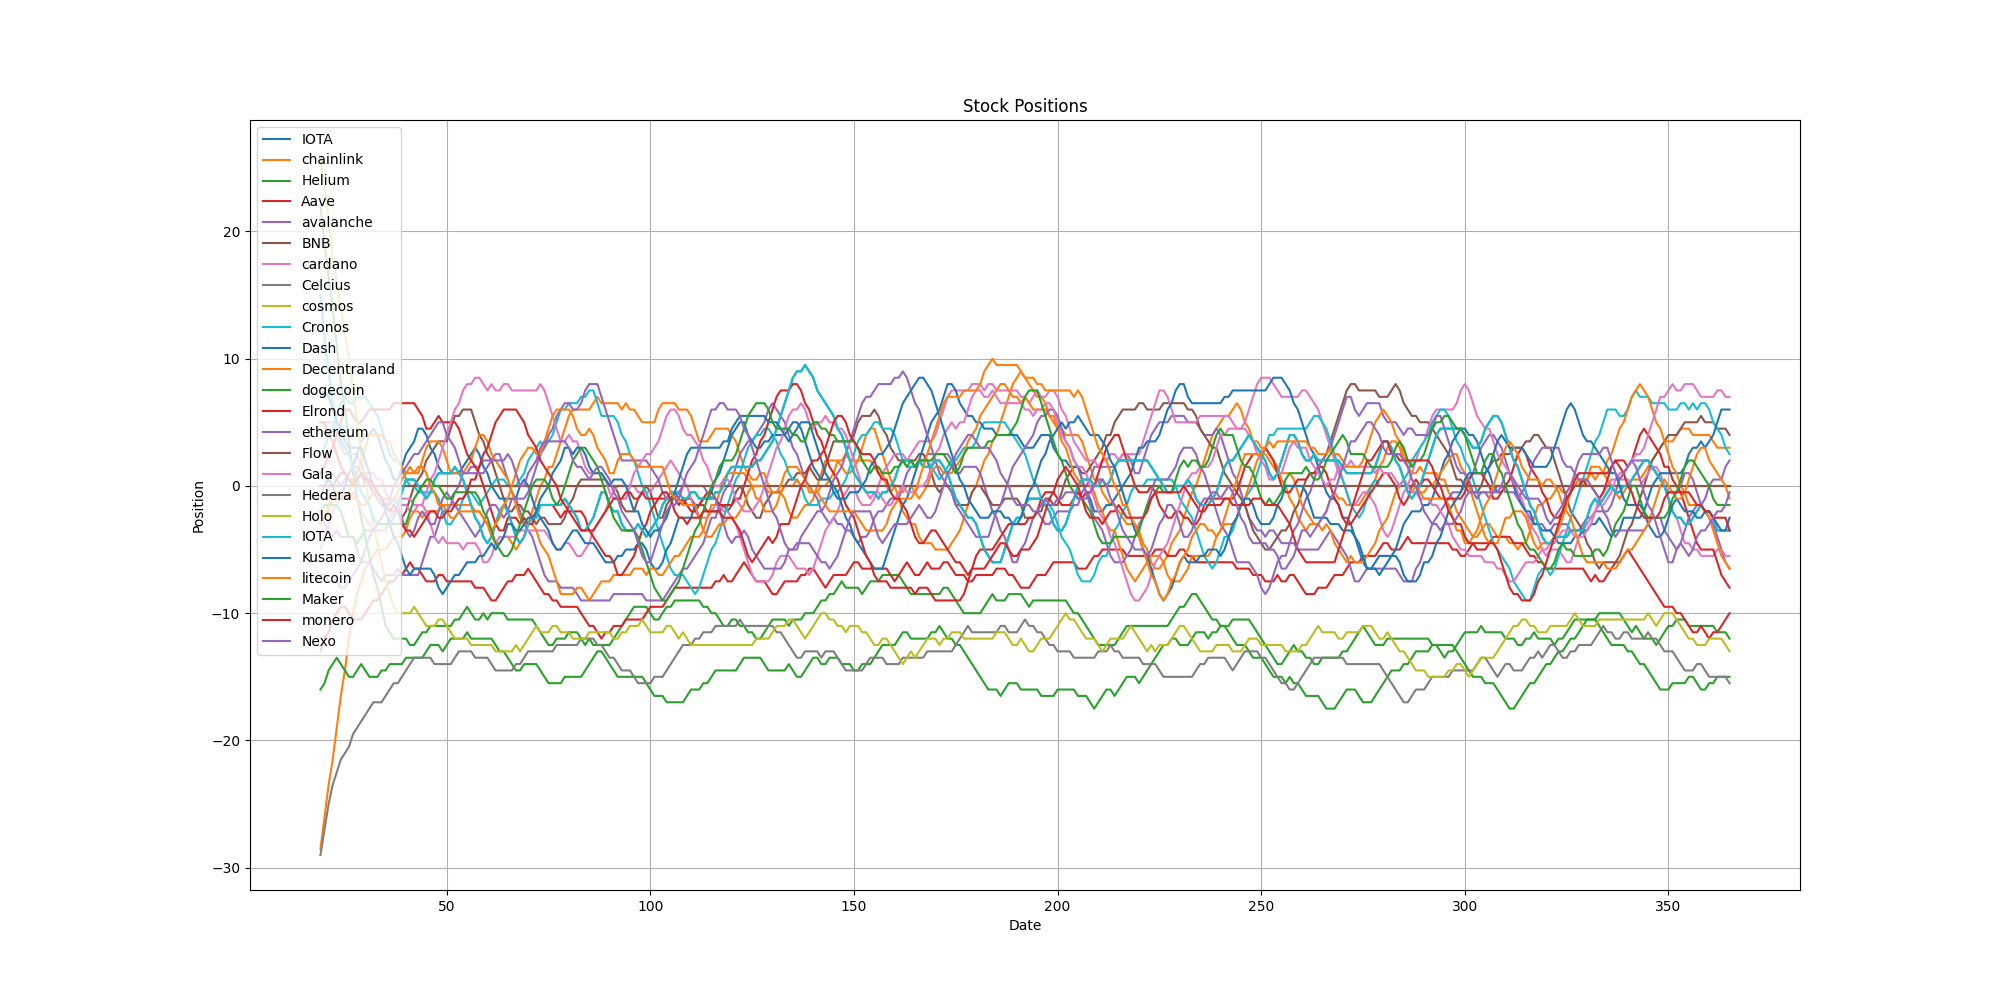 Stock Positions
IOTA
chainlink
Helium
Aave
avalanche
BNB
cardano
Celcius
cosmos
Cronos
Dash
Decentraland
dogecoin
Elrond
ethereum
Flow
Gala
Hedera
Holo
IOTA
Kusama
litecoin
Maker
monero
Nexo
20
10
0
−10
−20
−30
Position
50 100 150 200 250 300 350
Date